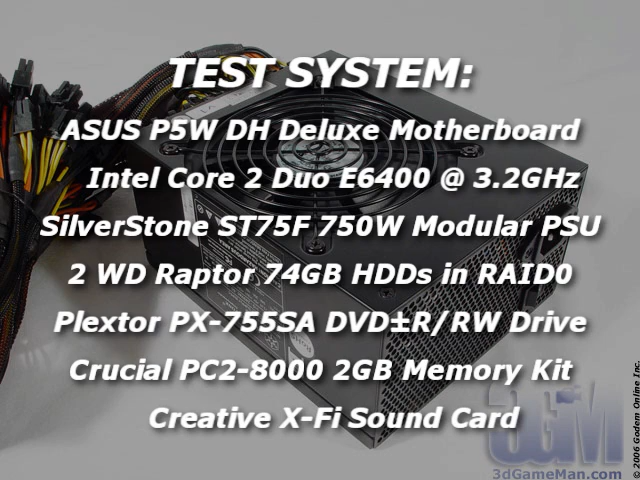 TEST SYSTEM:
ASUS P5W DH Deluxe Motherboard
Intel Core 2 Duo E6400 @ 3.2GHz
SilverStone ST75F 750W Modular PSU
2 WD Raptor 74GB HDDs in RAID0
Plextor PX-755SA DVD±R/RW Drive
Crucial PC2-8000 2GB Memory Kit
Creative X-Fi Sound Card
3GM
3dGameMan.com
© 2006 Godem Online Inc.